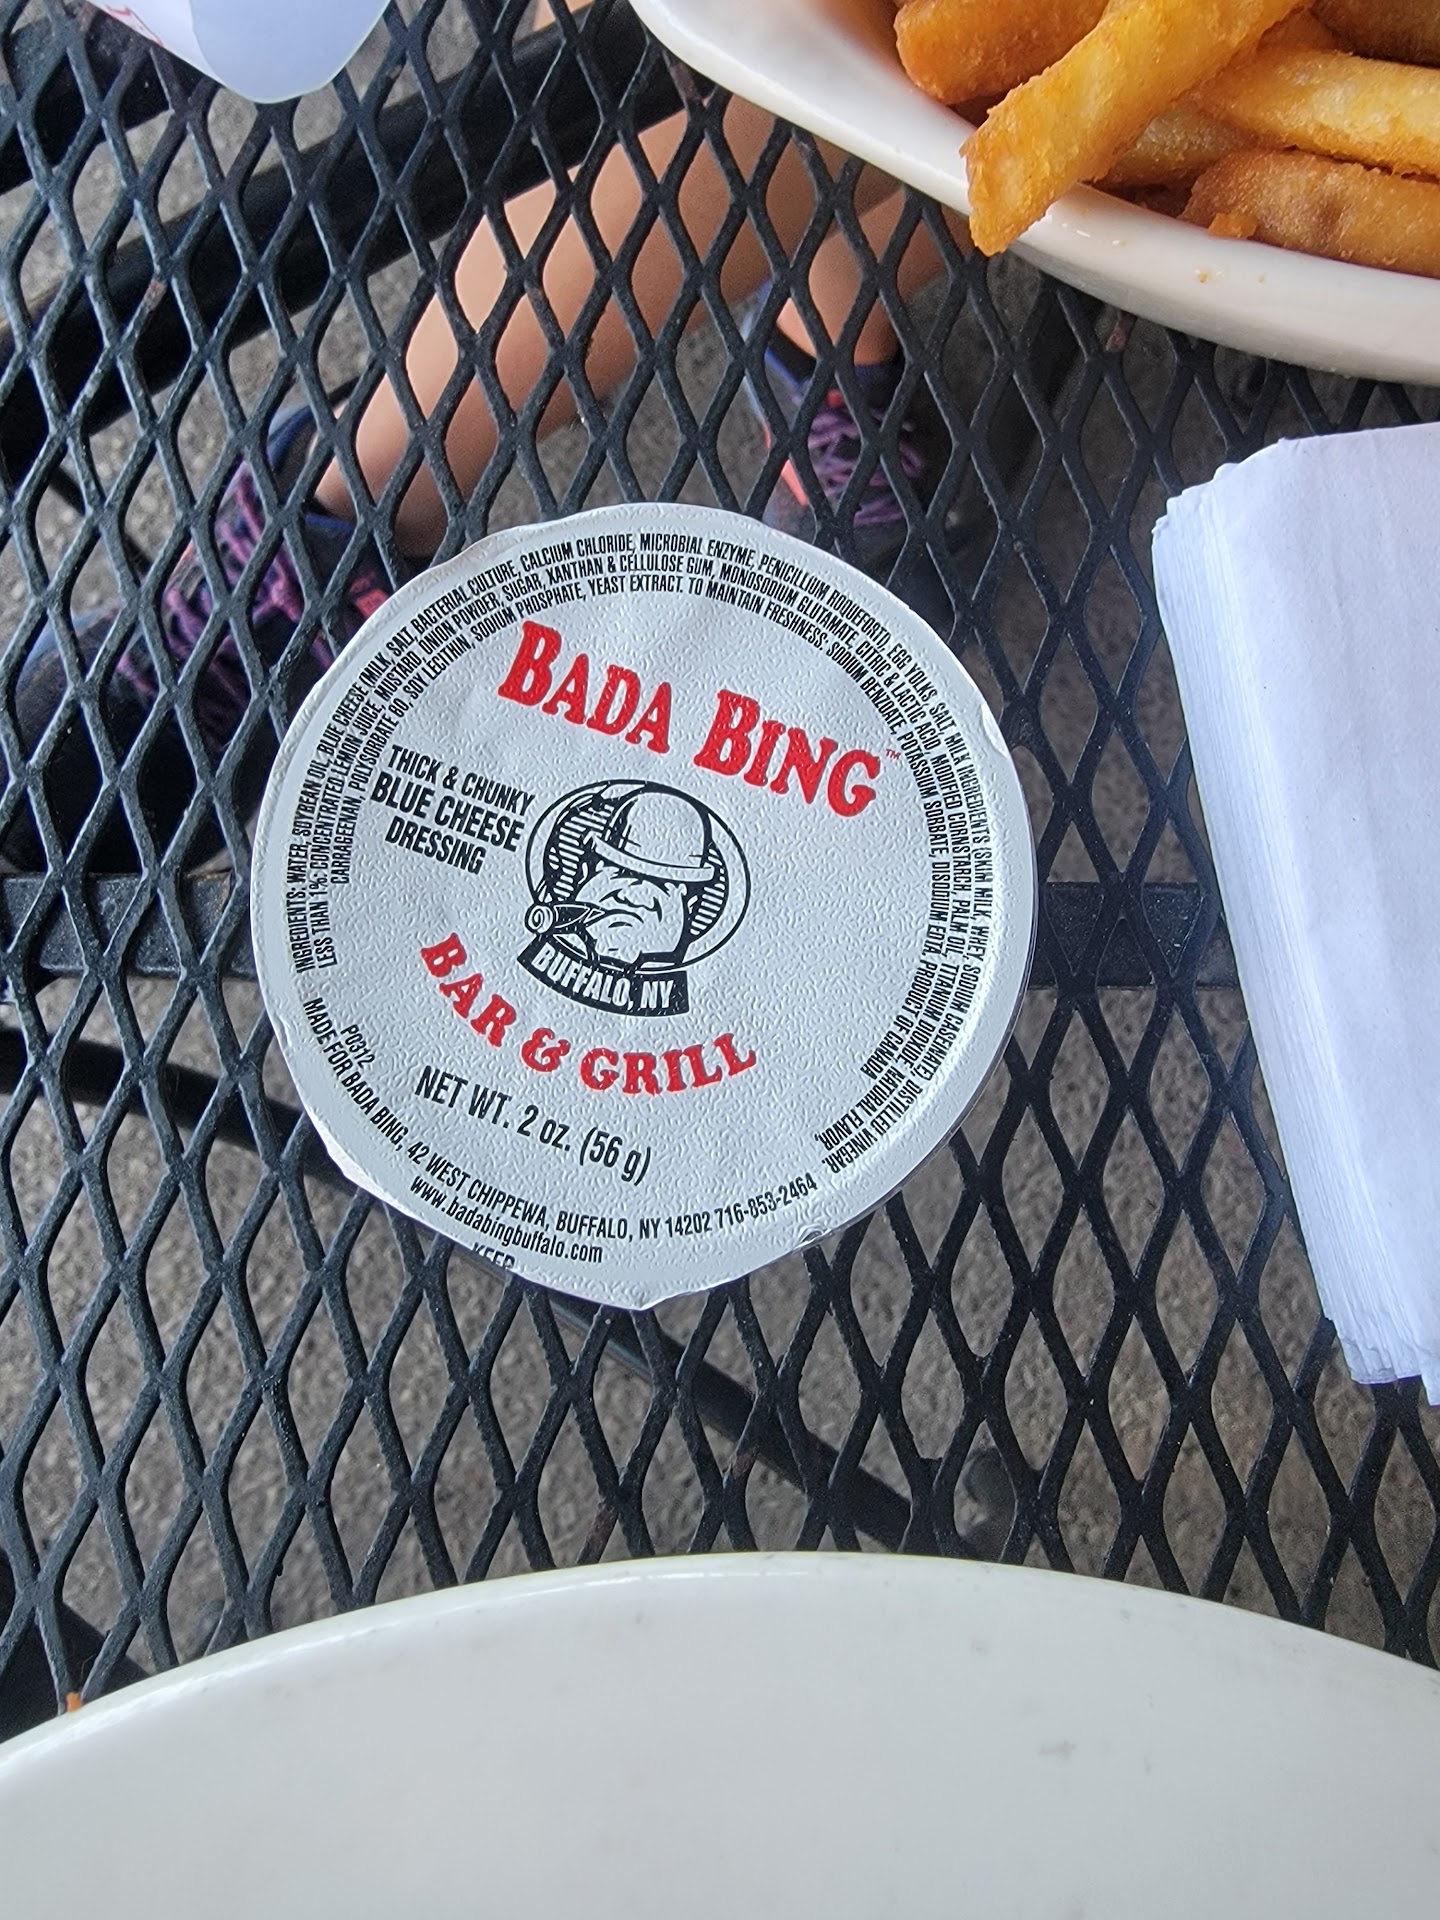 INGREDIENTS: WATER, SOYBEAN OIL, BLUE CHEESE (MILK, SALT, BACTERIAL CULTURE, CALCIUM CHLORIDE, MICROBIAL ENZYME, PENICILLIUM ROQUEFORTI), EGG YOLKS, SALT, MILK INGREDIENTS (SKIM MILK, WHEY, SODIUM CASEINATE) DISTILLED VINEGAR.
LESS THAN 1%: CONCENTRATED LEMON JUICE, MUSTARD, ONION POWDER, SUGAR, XANTHAN & CELLULOSE GUM, MONOSODIUM GLUTAMATE, CITRIC & LACTIC ACID, MODIFIED CORNSTARCH, PALM OIL, TITANIUM DIOXIDE, NATURAL FLAVOR,
CARRAGEENAN, POLYSORBATE 60, SOY LECITHIN, SODIUM PHOSPHATE, YEAST EXTRACT. TO MAINTAIN FRESHNESS: SODIUM BENZOATE, POTASSIUM SORBATE, DISODIUM EDTA. PRODUCT OF CANADA
BADA BING™
THICK & CHUNKY
BLUE CHEESE
DRESSING
BUFFALO, NY
BAR & GRILL
NET WT. 2 oz. (56 g)
P0312
MADE FOR BADA BING, 42 WEST CHIPPEWA, BUFFALO, NY 14202 716-853-2464
www.badabingbuffalo.com
KEEP